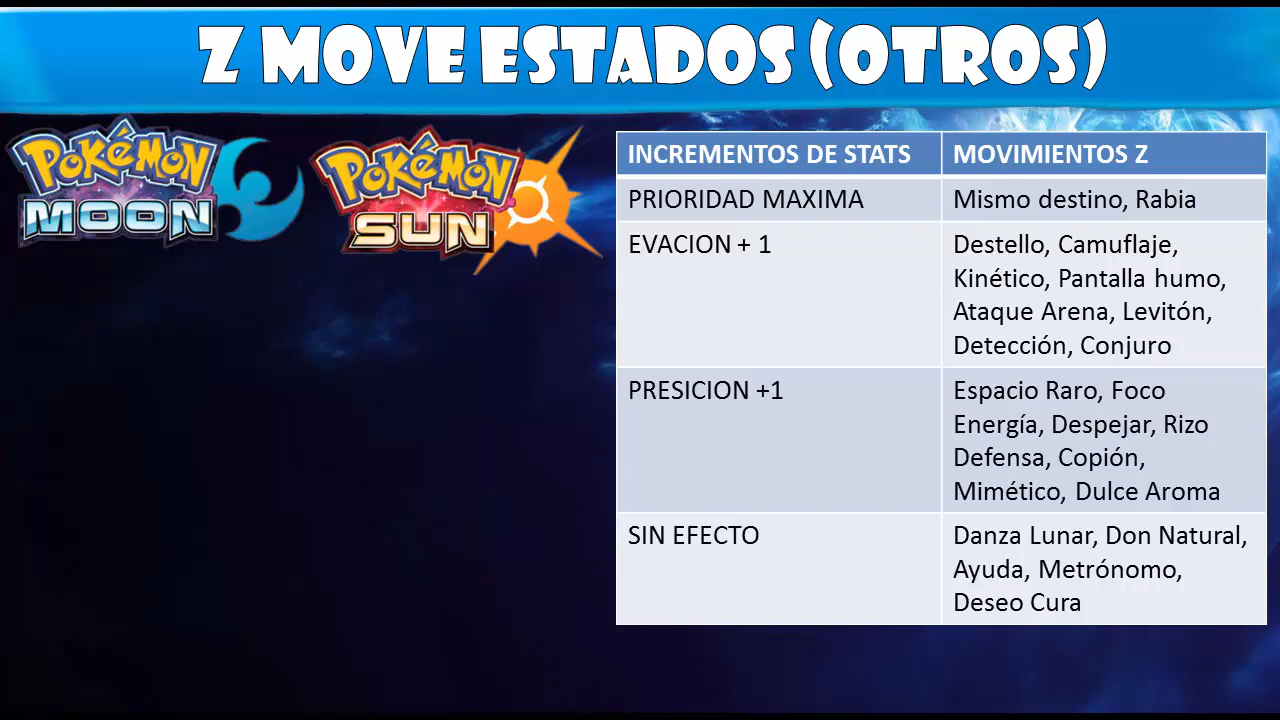 Z MOVE ESTADOS (OTROS)
POKéMON
MOON
POKéMON
SUN
INCREMENTOS DE STATS
MOVIMIENTOS Z
PRIORIDAD MAXIMA
Mismo destino, Rabia
EVACION + 1
Destello, Camuflaje,
Kinético, Pantalla humo,
Ataque Arena, Levitón,
Detección, Conjuro
PRESICION +1
Espacio Raro, Foco
Energía, Despejar, Rizo
Defensa, Copión,
Mimético, Dulce Aroma
SIN EFECTO
Danza Lunar, Don Natural,
Ayuda, Metrónomo,
Deseo Cura